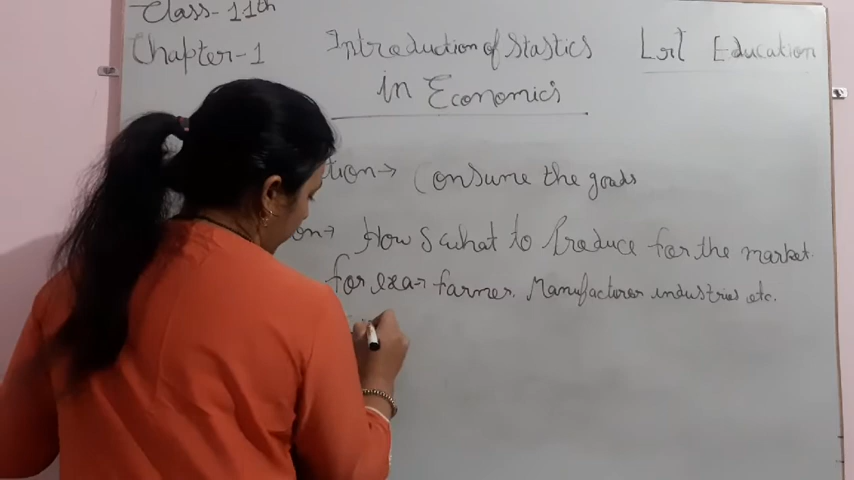 Class-11th
Chapter-1 Introduction of Stastics Lrit Education
in Economics
tion→ Consume the goods
on→ How & what to Produce for the market.
for exa→ farmer. Manufacturer industries etc.